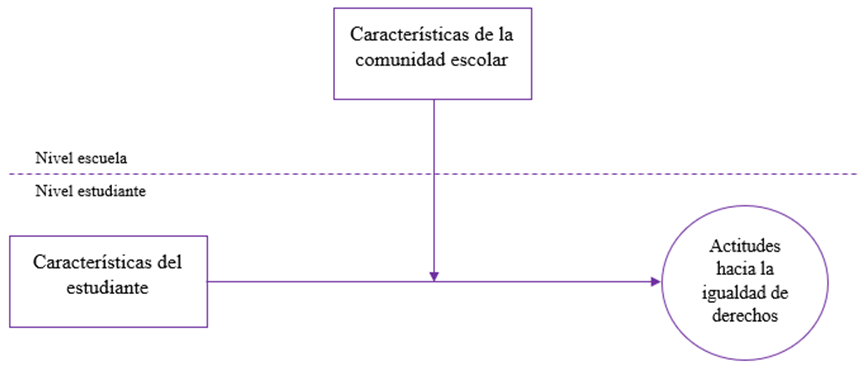 Características de la
comunidad escolar
Nivel escuela
Nivel estudiante
Características del
estudiante
Actitudes
hacia la
igualdad de
derechos